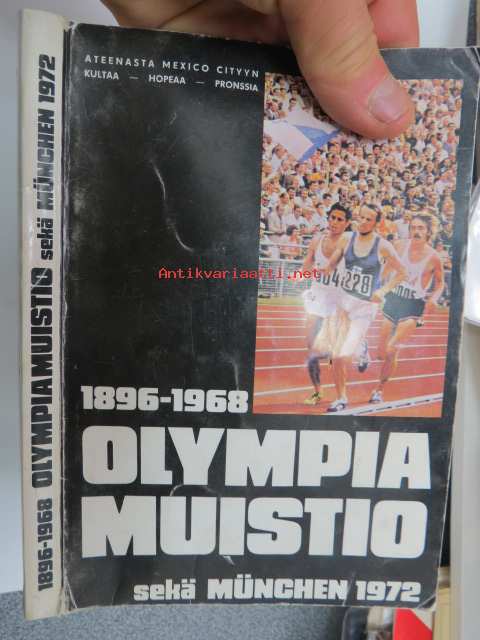 1896-1968 OLYMPIAMUISTIO sekä MÜNCHEN 1972
ATEENASTA MEXICO CITYYN
KULTAA — HOPEAA — PRONSSIA
228
Antikvariaatti.net
1896-1968
OLYMPIA
MUISTIO
sekä MÜNCHEN 1972